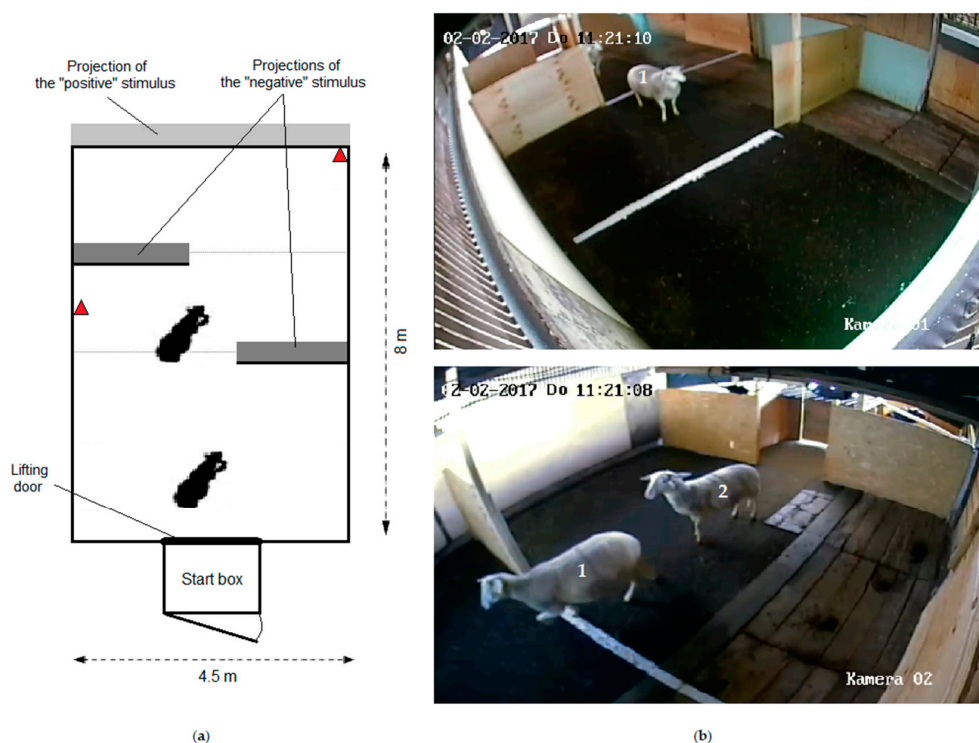 Projection of
the "positive" stimulus
Projections of
the "negative" stimulus
8 m
Lifting
door
Start box
4.5 m
(a)
02-02-2017 Do 11:21:10
1
Kamera 01
2-02-2017 Do 11:21:08
2
1
Kamera 02
(b)